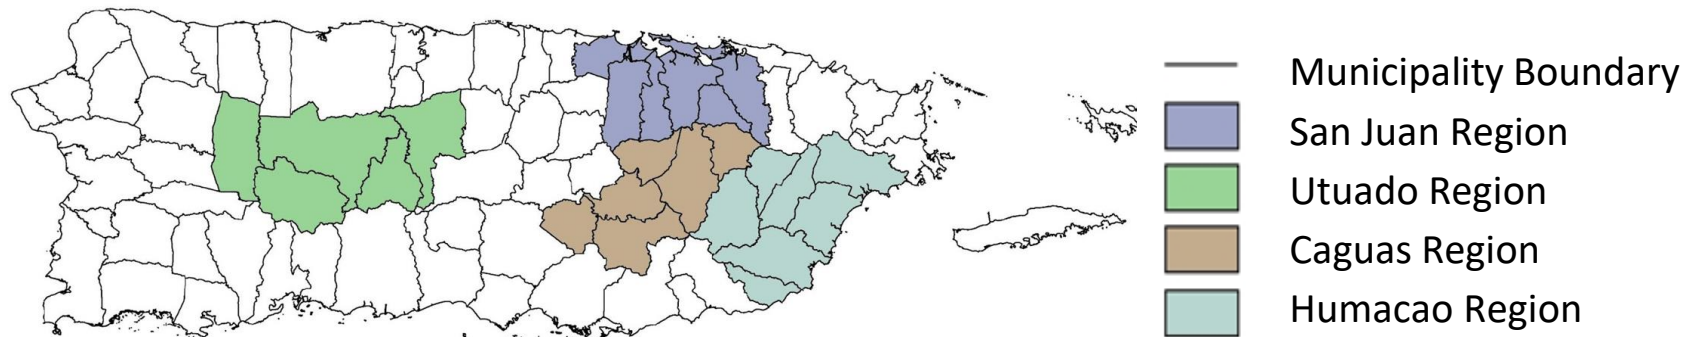 Municipality Boundary
San Juan Region
Utuado Region
Caguas Region
Humacao Region